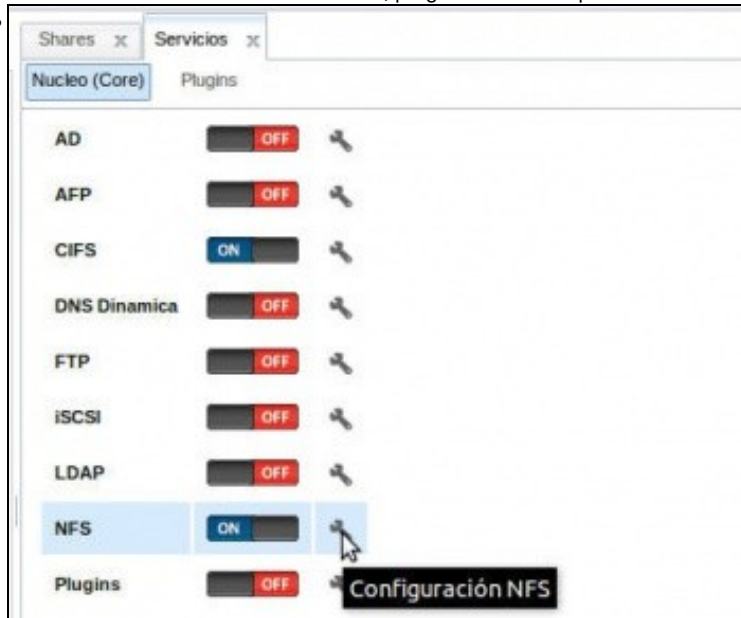 Shares x Servicios x
Nucleo (Core) Plugins
AD OFF
AFP OFF
CIFS ON
DNS Dinamica OFF
FTP OFF
iSCSI OFF
LDAP OFF
NFS ON
Plugins OFF Configuración NFS